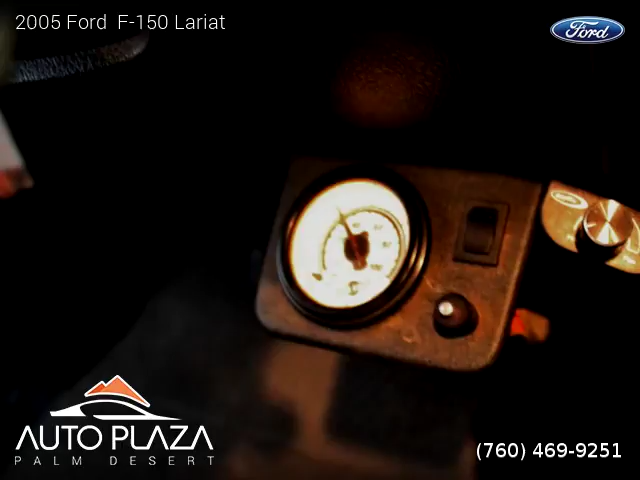 2005 Ford F-150 Lariat
Ford
AUTO PLAZA
PALM DESERT
(760) 469-9251